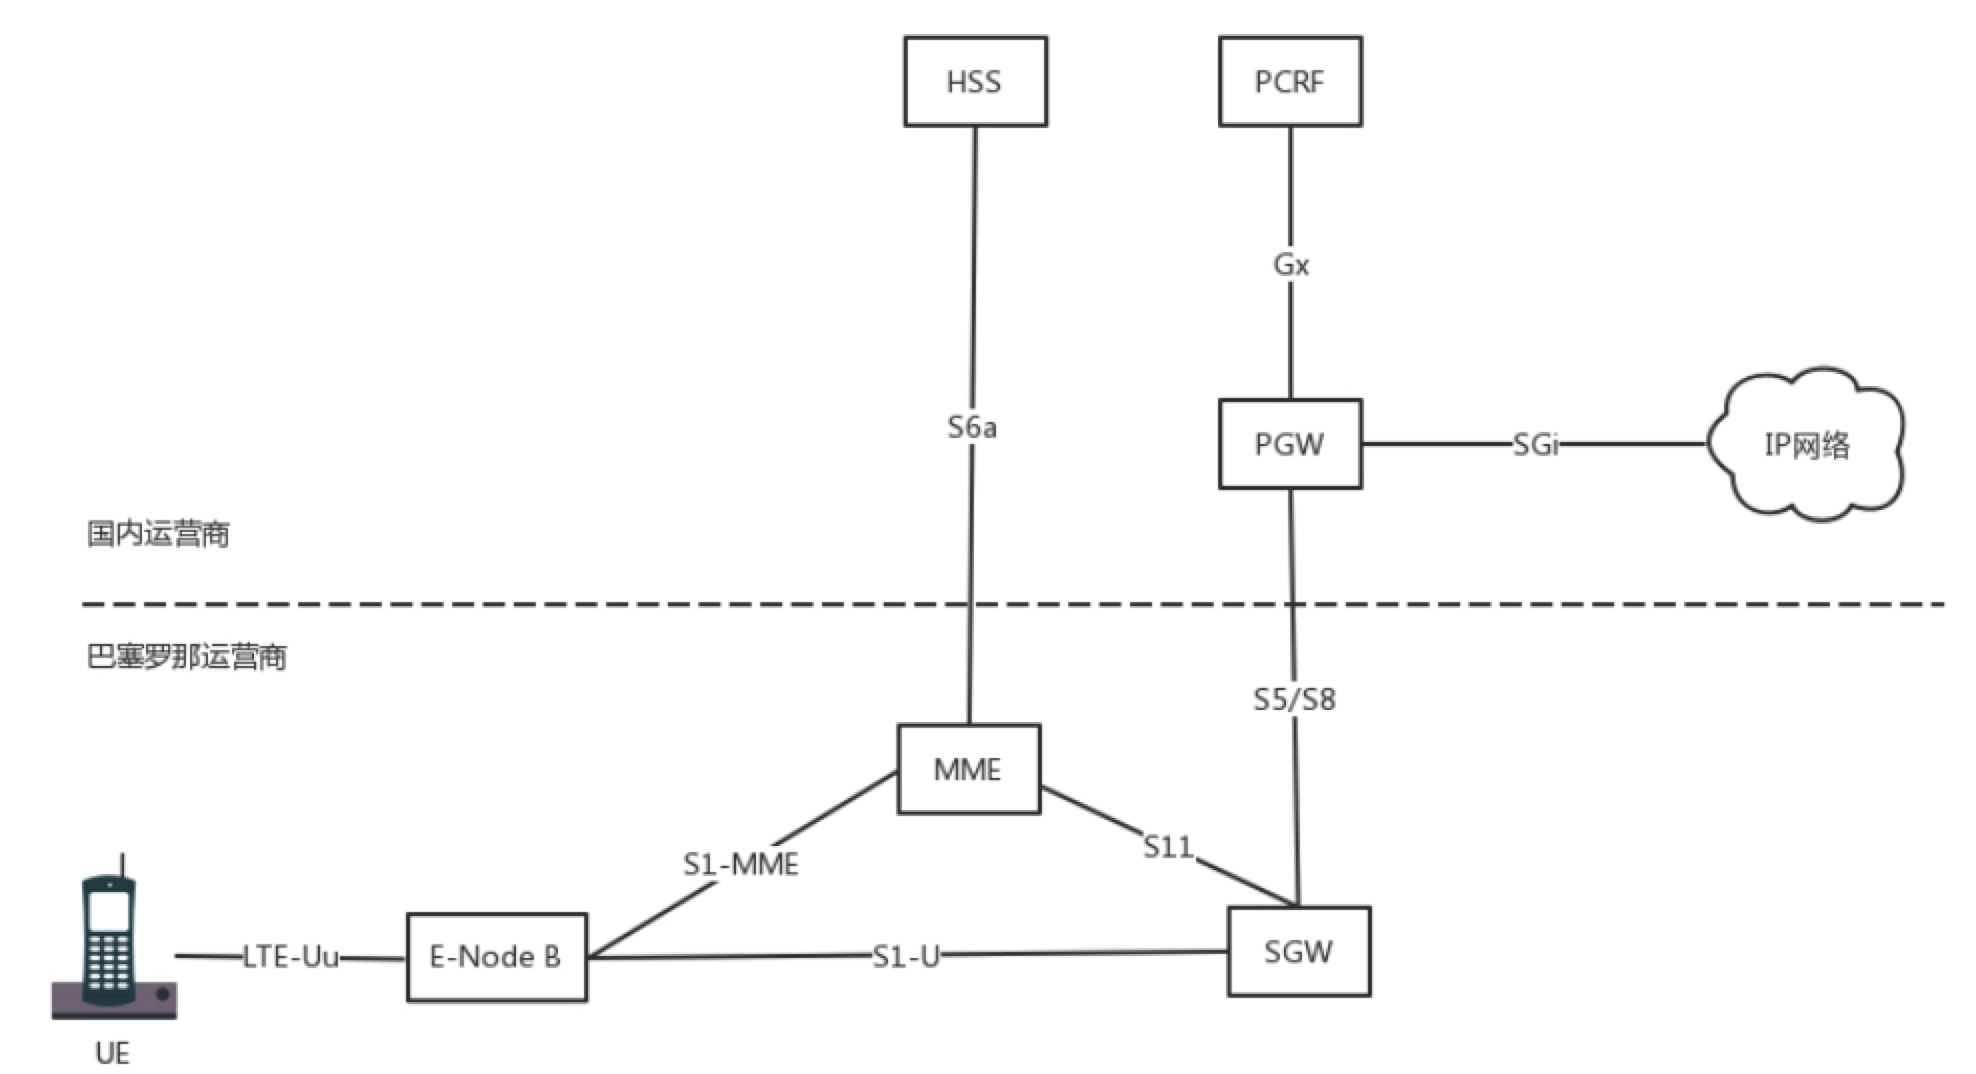 HSS
PCRF
Gx
S6a
PGW
SGi
IP网络
国内运营商
巴塞罗那运营商
S5/S8
MME
S1-MME
S11
LTE-Uu
E-Node B
S1-U
SGW
UE